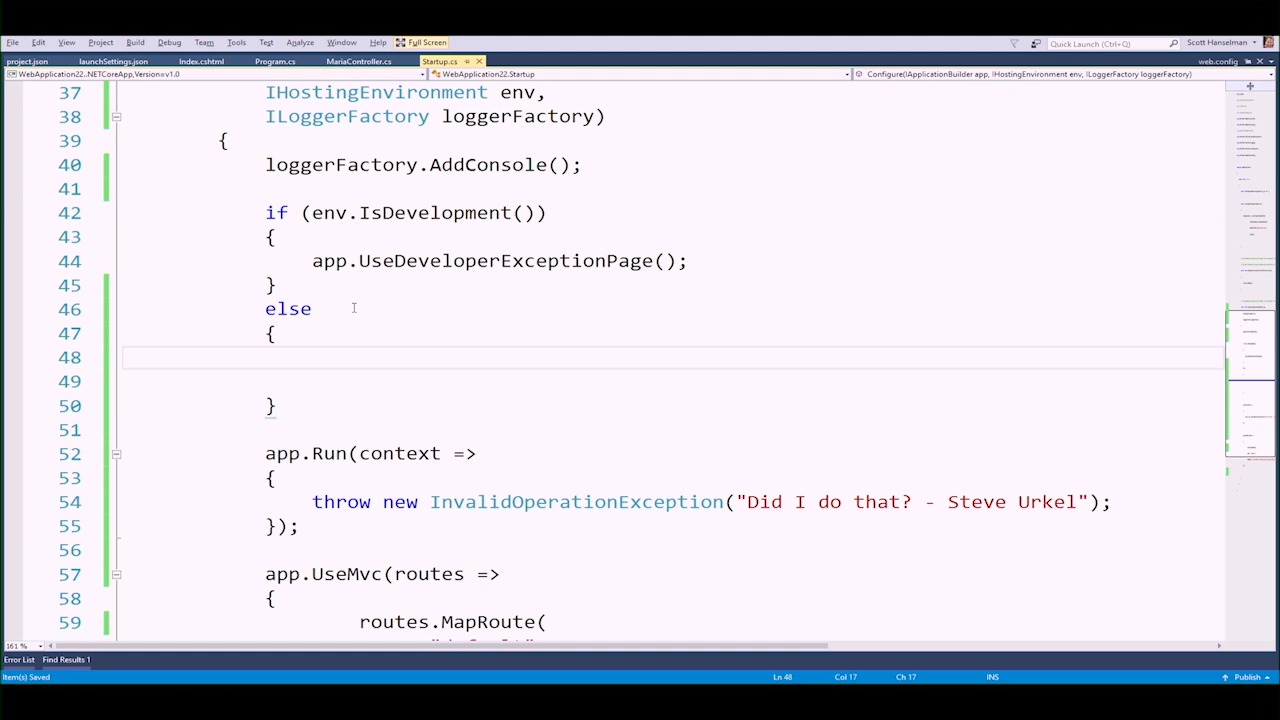 File Edit View Project Build Debug Team Tools Test Analyze Window Help Full Screen Quick Launch (Ctrl+Q) Scott Hanselman
project.json launchSettings.json Index.cshtml Program.cs MariaController.cs Startup.cs web.config
WebApplication22..NETCoreApp,Version=v1.0 WebApplication22.Startup Configure(IApplicationBuilder app, IHostingEnvironment env, ILoggerFactory loggerFactory)
37 IHostingEnvironment env,
38 ILoggerFactory loggerFactory)
39 {
40 loggerFactory.AddConsole();
41
42 if (env.IsDevelopment())
43 {
44 app.UseDeveloperExceptionPage();
45 }
46 else
47 {
48
49
50 }
51
52 app.Run(context =>
53 {
54 throw new InvalidOperationException("Did I do that? - Steve Urkel");
55 });
56
57 app.UseMvc(routes =>
58 {
59 routes.MapRoute(
161 %
Error List Find Results 1
Item(s) Saved Ln 48 Col 17 Ch 17 INS Publish